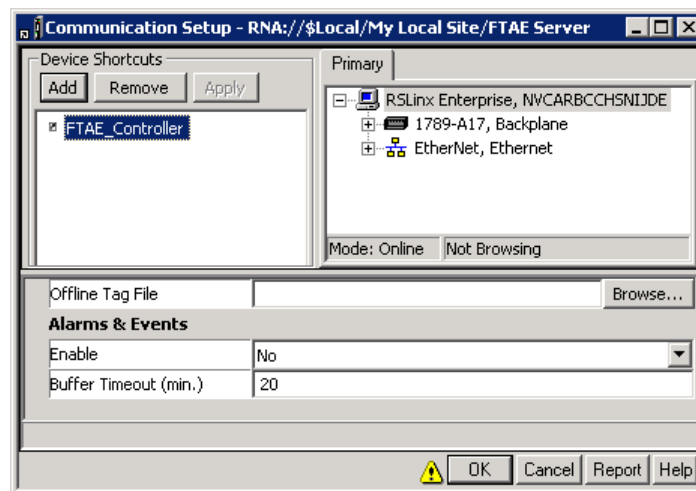 Communication Setup - RNA://$Local/My Local Site/FTAE Server
Device Shortcuts
Add Remove Apply
FTAE_Controller
Primary
RSLinx Enterprise, NVCARBCCHSNIJDE
1789-A17, Backplane
EtherNet, Ethernet
Mode: Online Not Browsing
Offline Tag File Browse...
Alarms & Events
Enable No
Buffer Timeout (min.) 20
OK Cancel Report Help